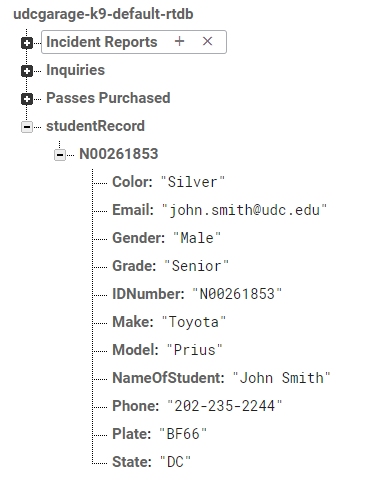 udcgarage-k9-default-rtdb
Incident Reports + ×
Inquiries
Passes Purchased
studentRecord
N00261853
Color: "Silver"
Email: "john.smith@udc.edu"
Gender: "Male"
Grade: "Senior"
IDNumber: "N00261853"
Make: "Toyota"
Model: "Prius"
NameOfStudent: "John Smith"
Phone: "202-235-2244"
Plate: "BF66"
State: "DC"